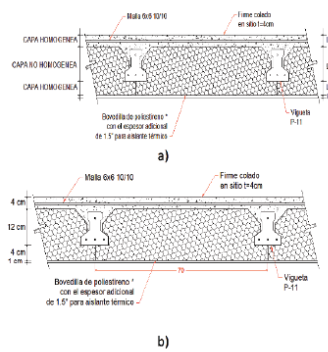 Malla 6x6 10/10
Firme colado
en sitio t=4cm
CAPA HOMOGENEA
CAPA NO HOMOGENEA
CAPA HOMOGENEA
Bovedilla de poliestireno *
con el espesor adicional
de 1.5" para aislante térmico
Vigueta
P-11
a)
Malla 6x6 10/10
Firme colado
en sitio t=4cm
4 cm
12 cm
4 cm
1 cm
70
Bovedilla de poliestireno *
con el espesor adicional
de 1.5" para aislante térmico
Vigueta
P-11
b)